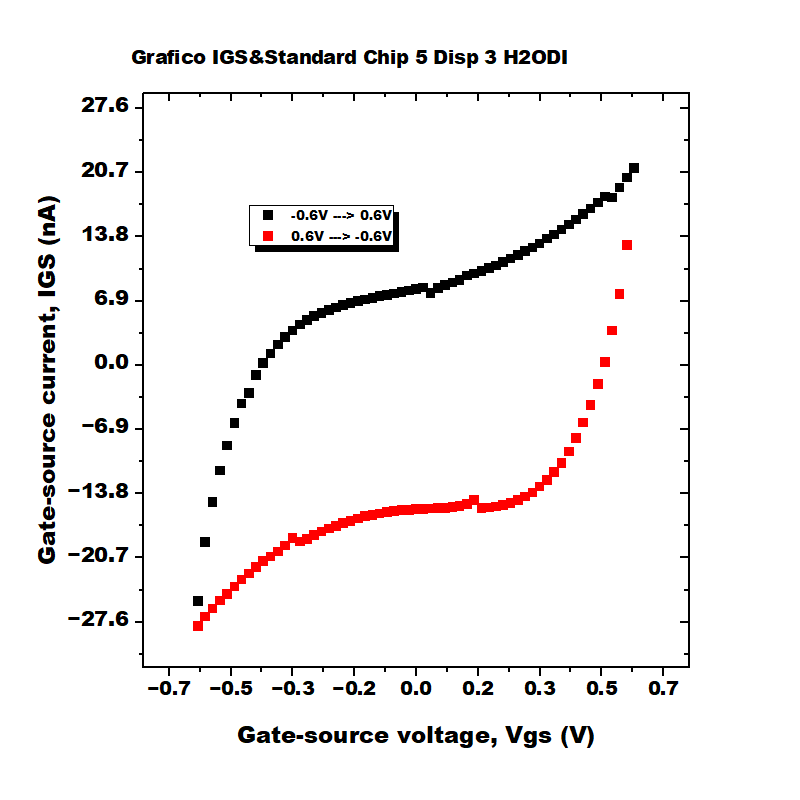 Grafico IGS&Standard Chip 5 Disp 3 H2ODI
27.6
20.7
13.8
6.9
0.0
−6.9
−13.8
−20.7
−27.6
Gate-source current, IGS (nA)
-0.6V ---> 0.6V
0.6V ---> -0.6V
−0.7 −0.5 −0.3 −0.2 0.0 0.2 0.3 0.5 0.7
Gate-source voltage, Vgs (V)